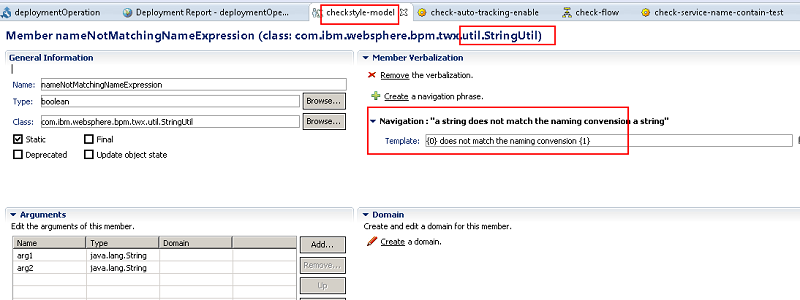 deploymentOperation
Deployment Report - deploymentOpe...
checkstyle-model
check-auto-tracking-enable
check-flow
check-service-name-contain-test
Member nameNotMatchingNameExpression (class: com.ibm.websphere.bpm.twx.util.StringUtil)
General Information
Name: nameNotMatchingNameExpression
Type: boolean Browse...
Class: com.ibm.websphere.bpm.twx.util.StringUtil Browse...
Static Final
Deprecated Update object state
Member Verbalization
Remove the verbalization.
Create a navigation phrase.
Navigation : "a string does not match the naming convension a string"
Template: {0} does not match the naming convension {1}
Arguments
Edit the arguments of this member.
Name Type Domain
arg1 java.lang.String
arg2 java.lang.String
Add...
Remove...
Up
Domain
Create and edit a domain for this member.
Create a domain.